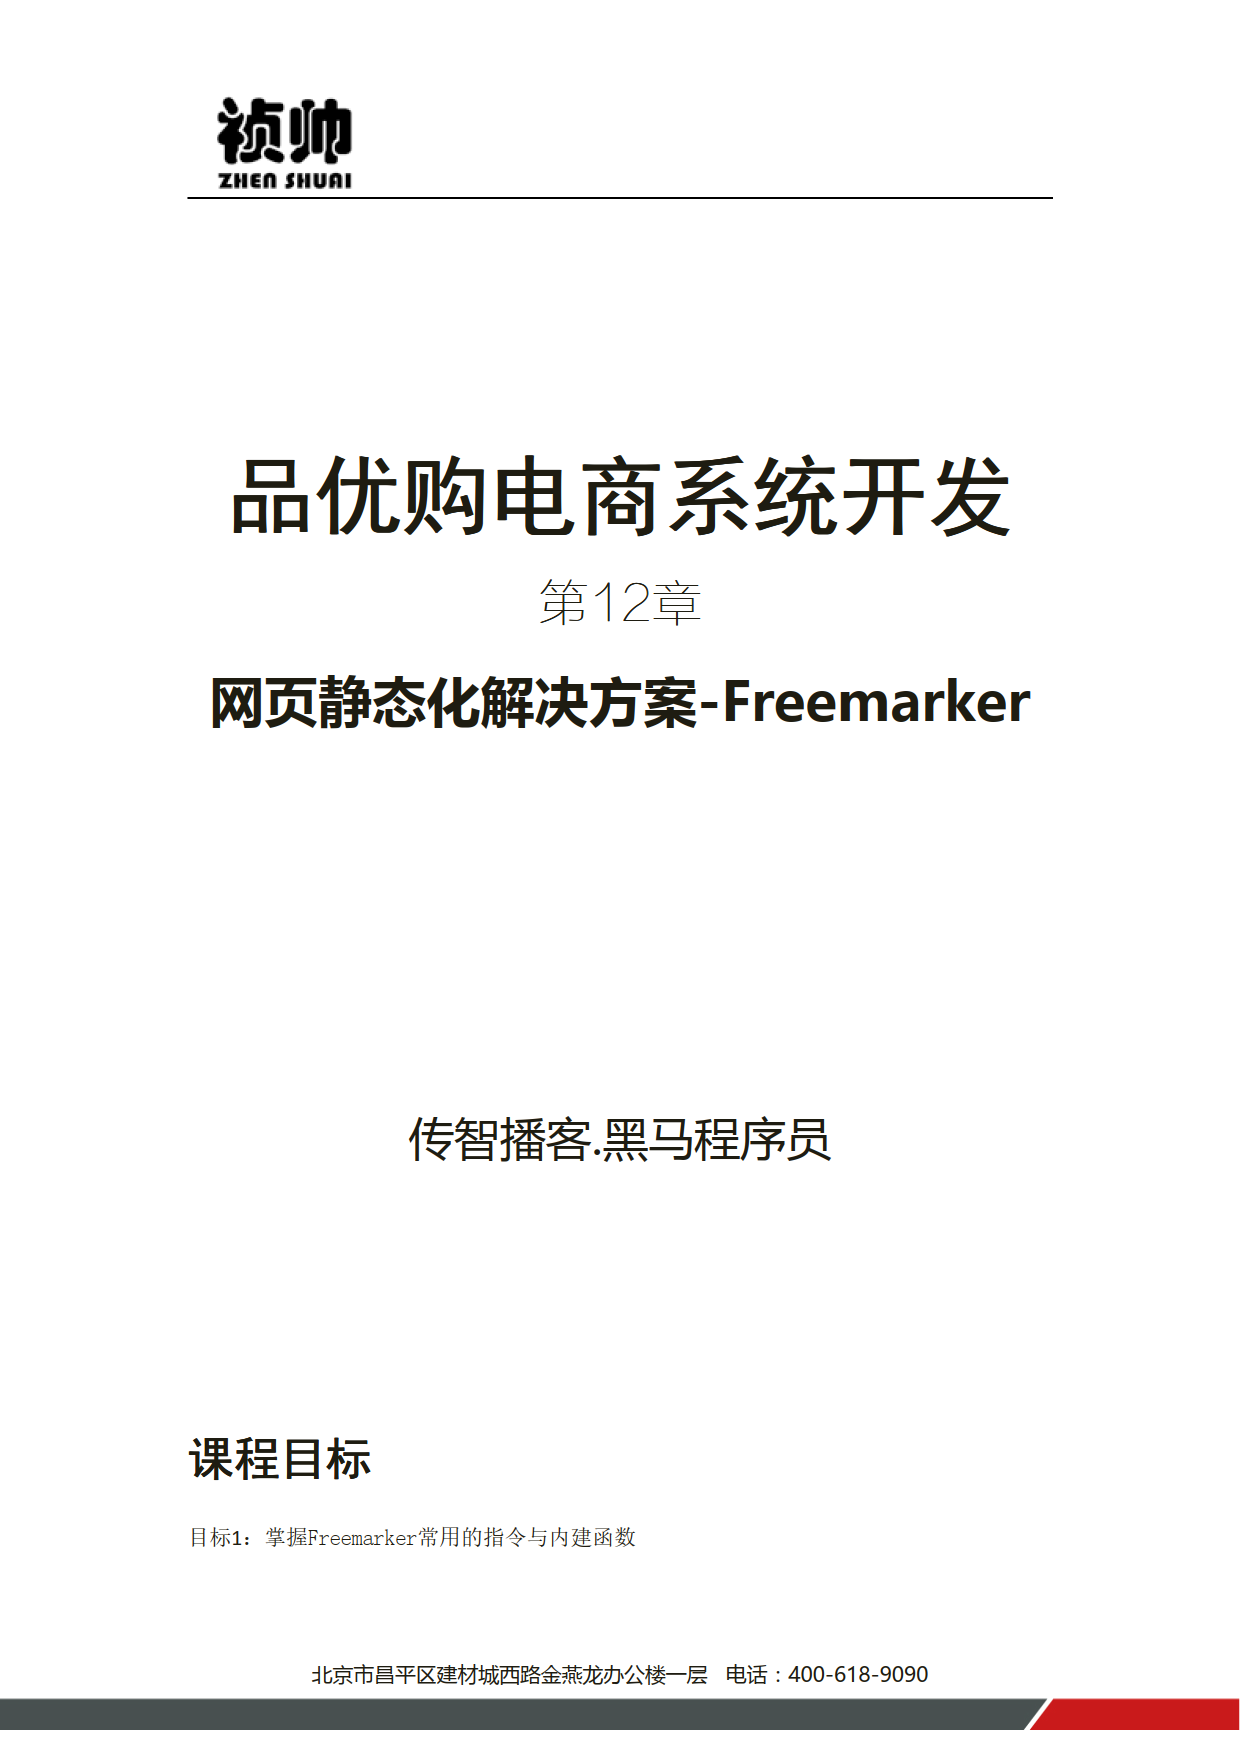 祯帅
ZHEN SHUAI
品优购电商系统开发
第12章
网页静态化解决方案-Freemarker
传智播客.黑马程序员
课程目标
目标1：掌握Freemarker常用的指令与内建函数
北京市昌平区建材城西路金燕龙办公楼一层 电话：400-618-9090